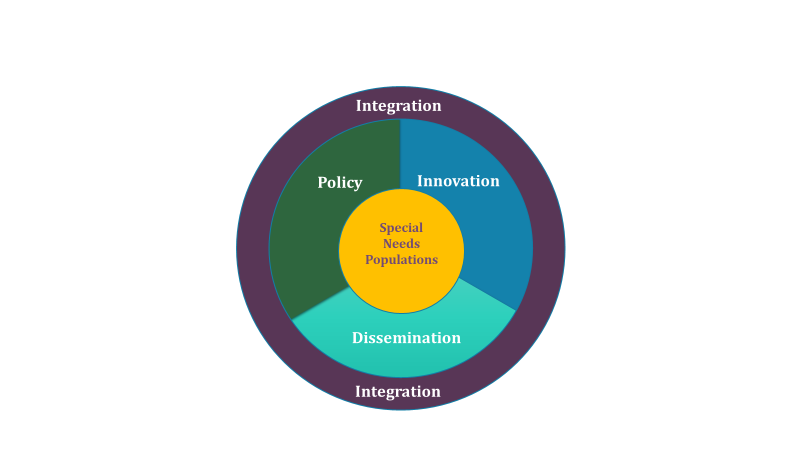 Integration
Policy
Innovation
Special
Needs
Populations
Dissemination
Integration